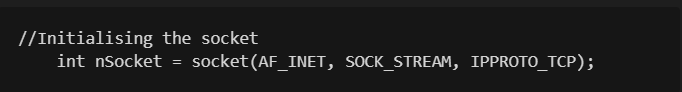 //Initialising the socket
int nSocket = socket(AF_INET, SOCK_STREAM, IPPROTO_TCP);